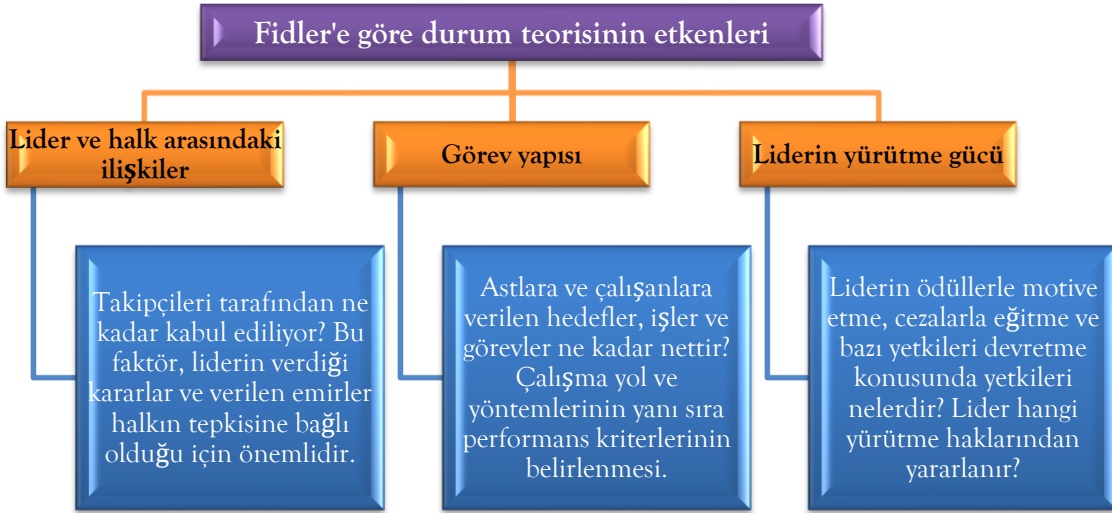 Fidler'e göre durum teorisinin etkenleri
Lider ve halk arasındaki
ilişkiler
Takipçileri tarafından ne
kadar kabul ediliyor? Bu
faktör, liderin verdiği
kararlar ve verilen emirler
halkın tepkisine bağlı
olduğu için önemlidir.
Görev yapısı
Astlara ve çalışanlara
verilen hedefler, işler ve
görevler ne kadar nettir?
Çalışma yol ve
yöntemlerinin yanı sıra
performans kriterlerinin
belirlenmesi.
Liderin yürütme gücü
Liderin ödüllerle motive
etme, cezalarla eğitme ve
bazı yetkileri devretme
konusunda yetkileri
nelerdir? Lider hangi
yürütme haklarından
yararlanır?